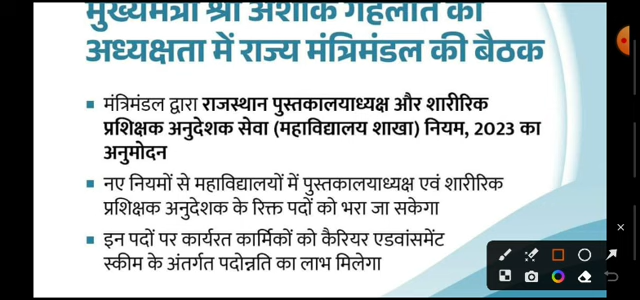 मुख्यमंत्री श्री अशोक गहलोत की
अध्यक्षता में राज्य मंत्रिमंडल की बैठक
मंत्रिमंडल द्वारा राजस्थान पुस्तकालयाध्यक्ष और शारीरिक
प्रशिक्षक अनुदेशक सेवा (महाविद्यालय शाखा) नियम, 2023 का
अनुमोदन
नए नियमों से महाविद्यालयों में पुस्तकालयाध्यक्ष एवं शारीरिक
प्रशिक्षक अनुदेशक के रिक्त पदों को भरा जा सकेगा
इन पदों पर कार्यरत कार्मिकों को कैरियर एडवांसमेंट
स्कीम के अंतर्गत पदोन्नति का लाभ मिलेगा